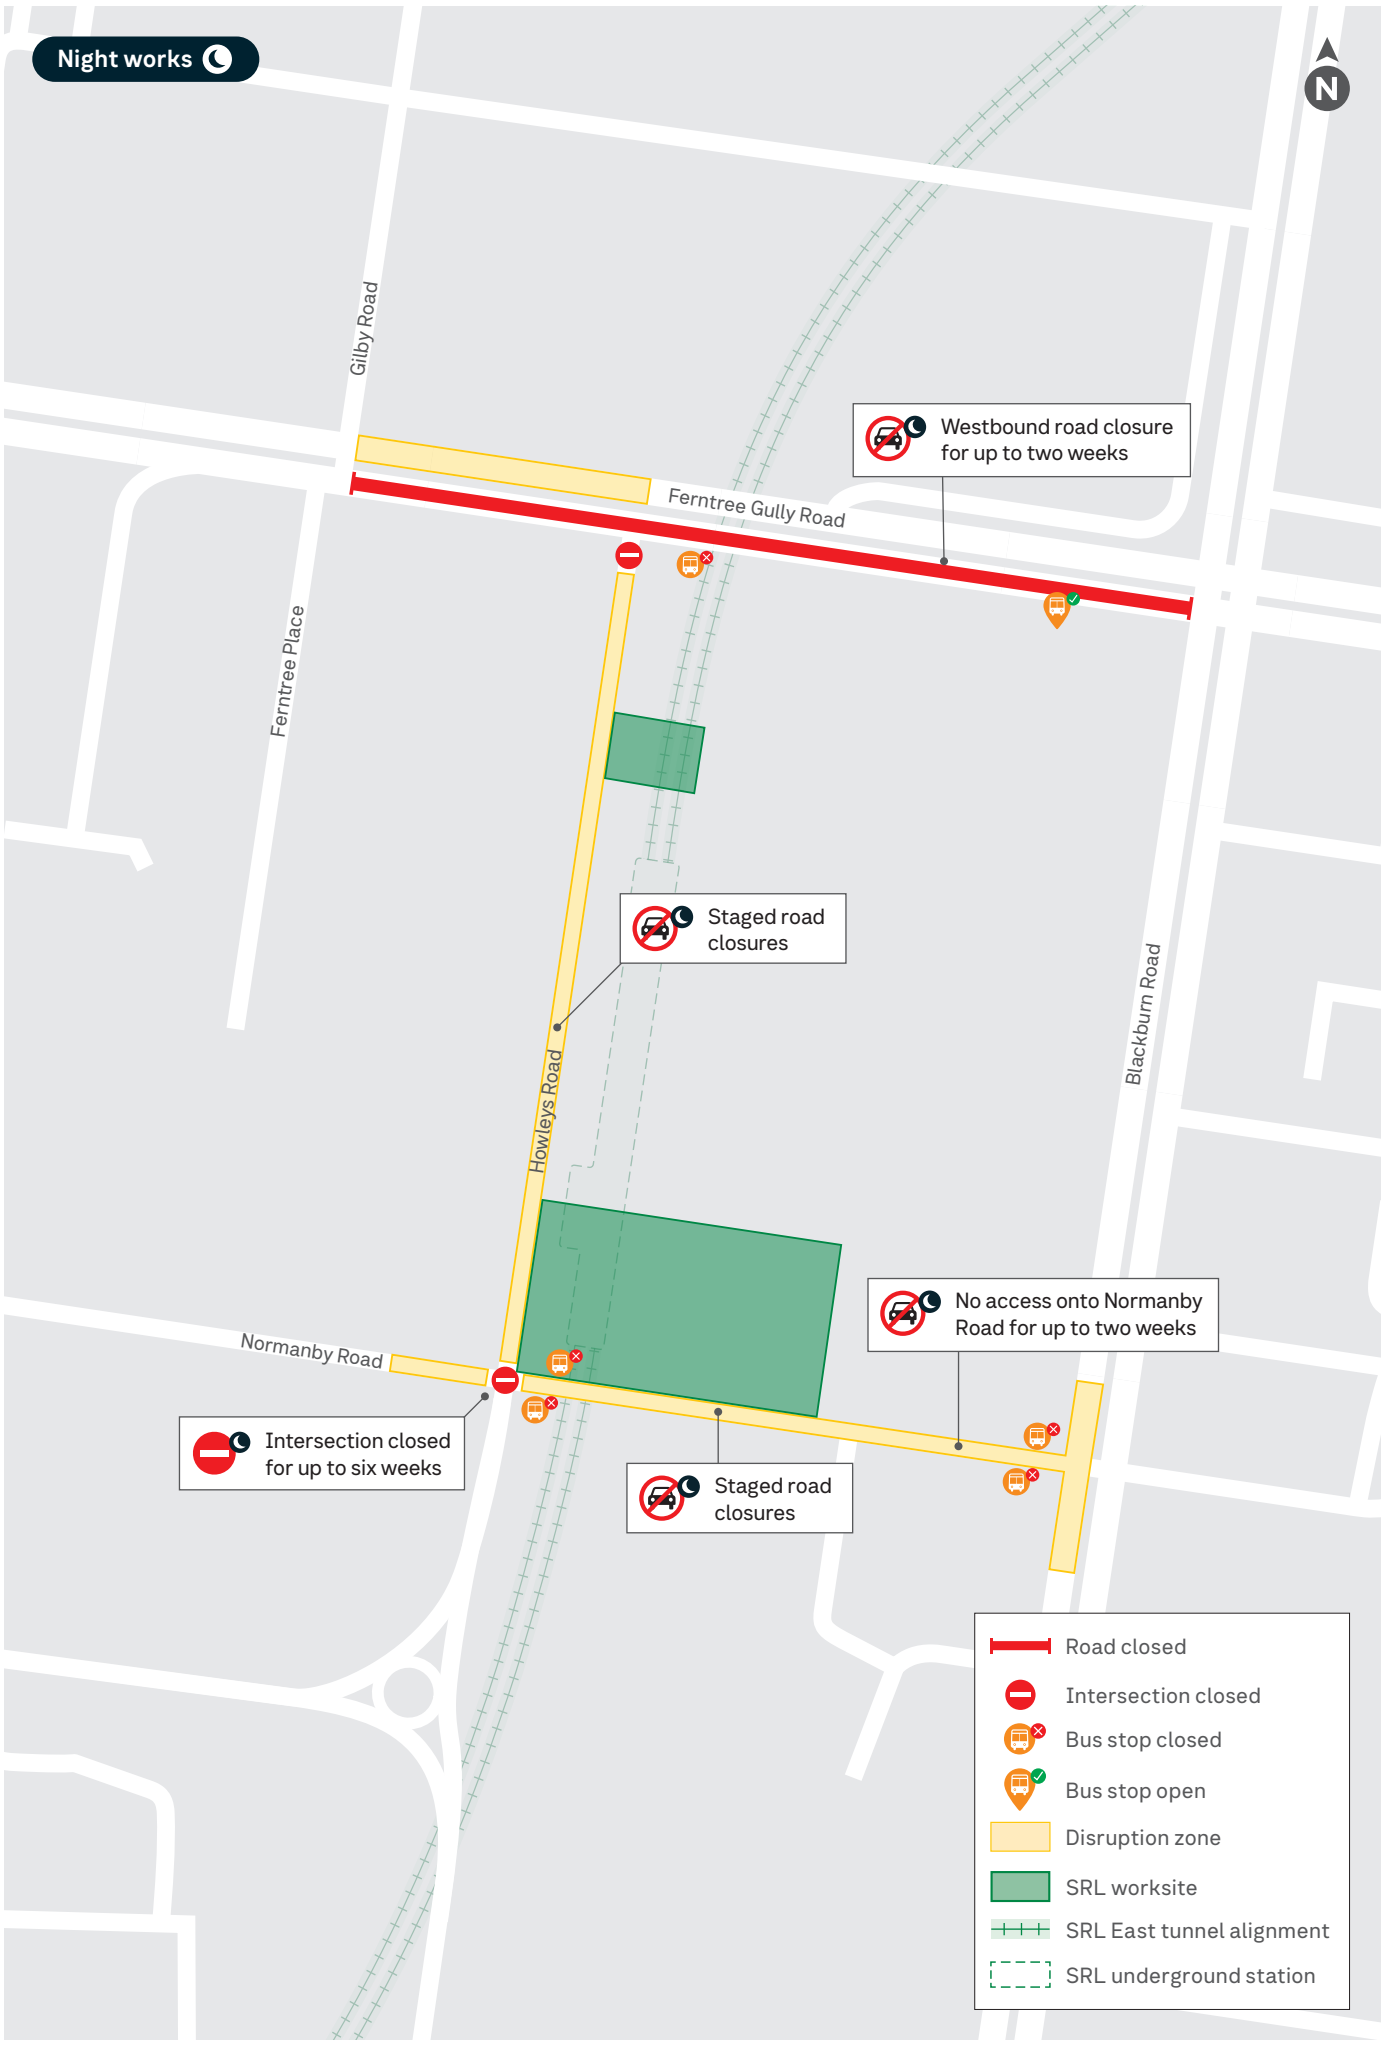 Night works
N
Gilby Road
Westbound road closure
for up to two weeks
Ferntree Gully Road
Ferntree Place
Staged road
closures
Blackburn Road
Howleys Road
No access onto Normanby
Road for up to two weeks
Normanby Road
Intersection closed
for up to six weeks
Staged road
closures
Road closed
Intersection closed
Bus stop closed
Bus stop open
Disruption zone
SRL worksite
SRL East tunnel alignment
SRL underground station